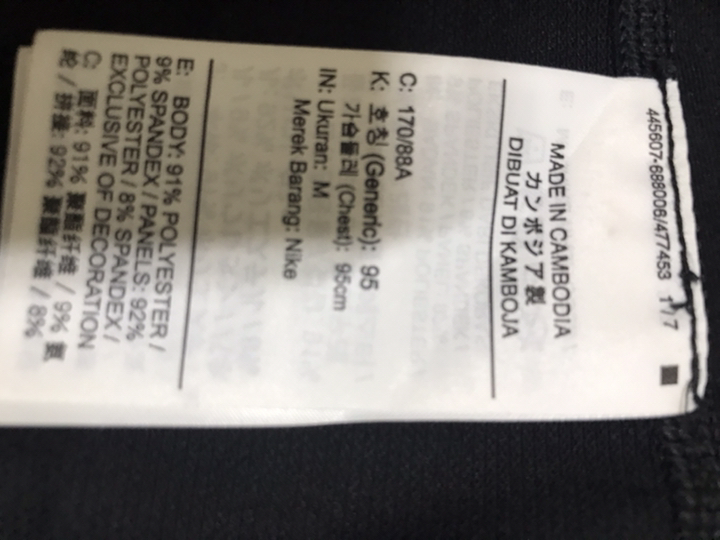 445607-688006/477453 1/7
MADE IN CAMBODIA
カンボジア製
DIBUAT DI KAMBOJA
C: 170/88A
K: 호칭 (Generic): 95
가슴둘레 (Chest): 95cm
IN: Ukuran: M
Merek Barang: Nike
E: BODY: 91% POLYESTER /
9% SPANDEX / PANELS: 92%
POLYESTER / 8% SPANDEX /
EXCLUSIVE OF DECORATION
C: 面料: 91% 聚酯纤维 / 9% 氨
纶 / 拼接: 92% 聚酯纤维 / 8%